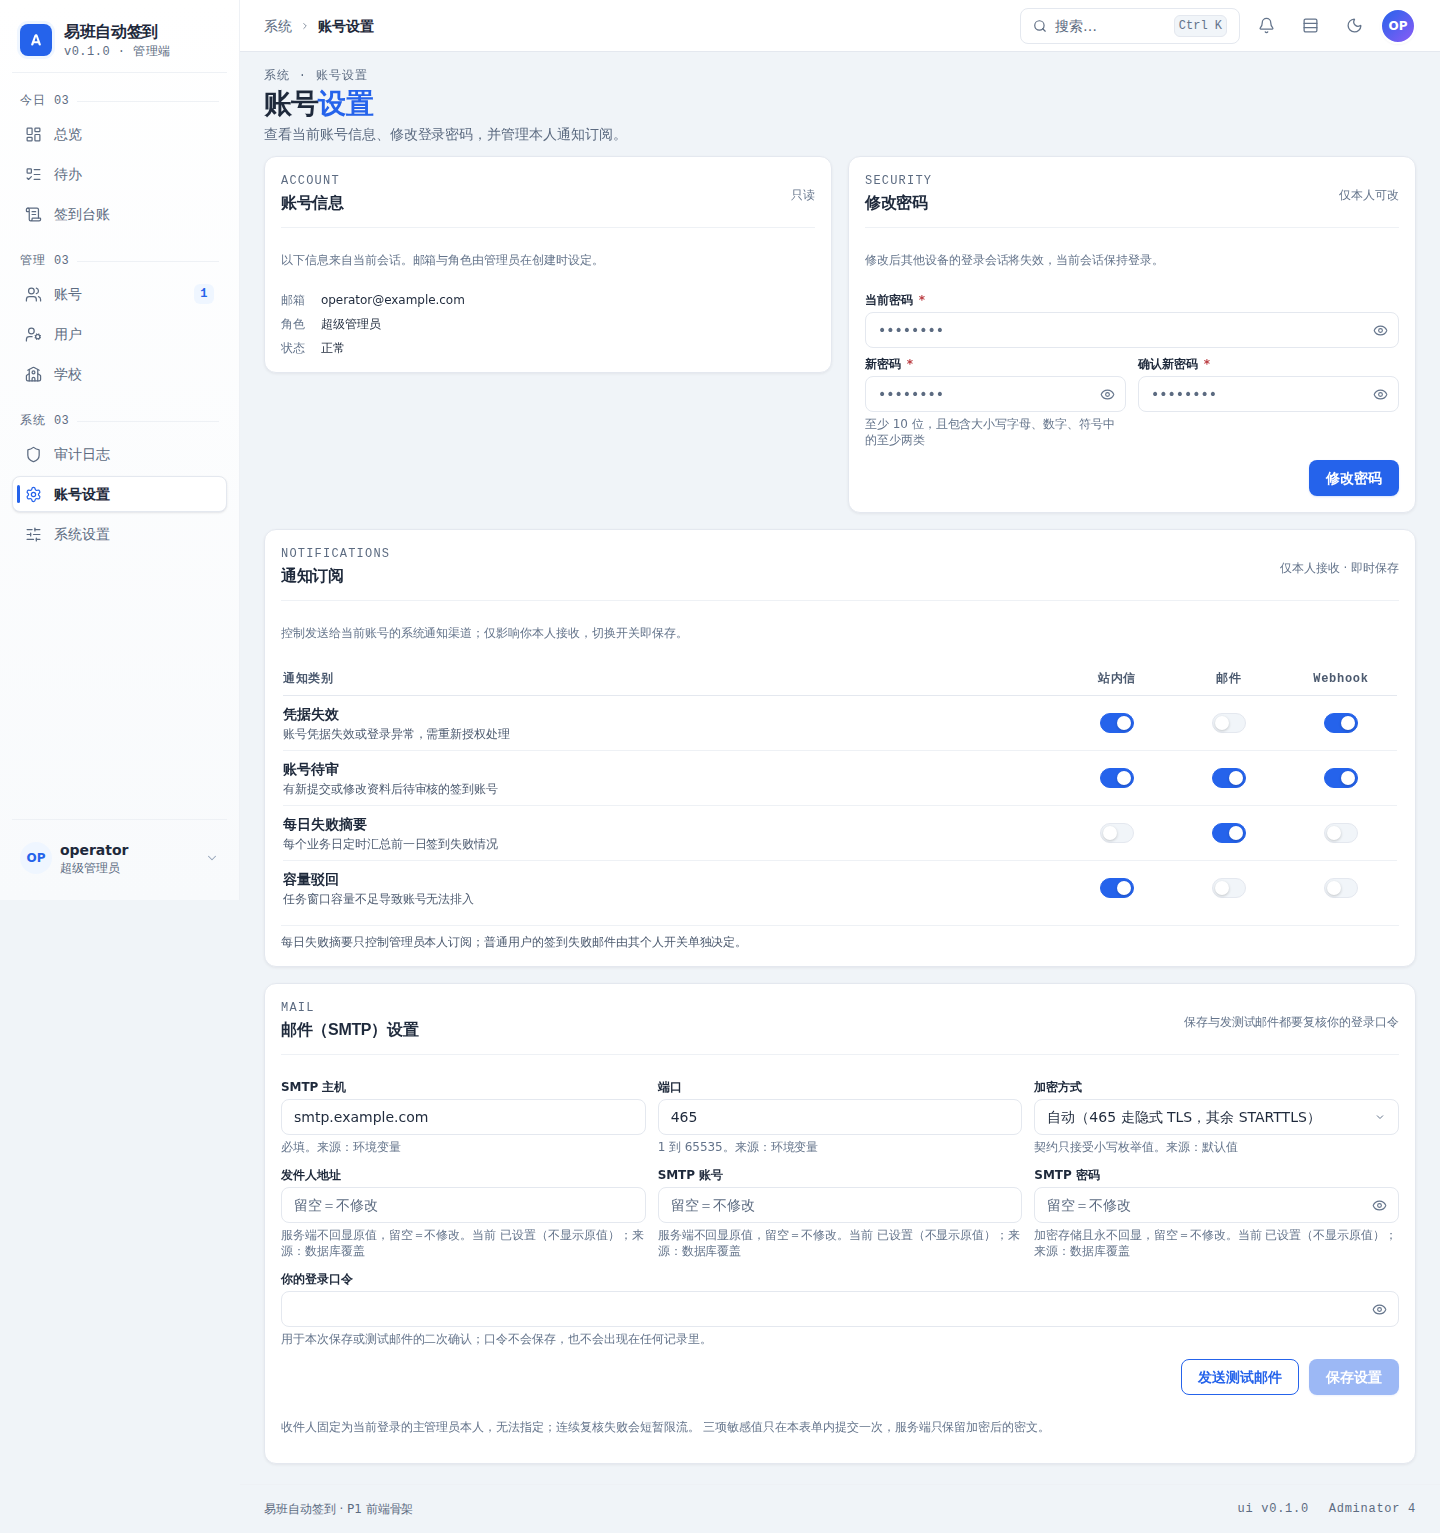 A
易班自动签到
v0.1.0 · 管理端
今日 03
总览
待办
签到台账
管理 03
账号
1
用户
学校
系统 03
审计日志
账号设置
系统设置
OP
operator
超级管理员
系统 › 账号设置
搜索…
Ctrl K
OP
系统 · 账号设置
账号设置
查看当前账号信息、修改登录密码，并管理本人通知订阅。
ACCOUNT
账号信息
只读
以下信息来自当前会话。邮箱与角色由管理员在创建时设定。
邮箱 operator@example.com
角色 超级管理员
状态 正常
SECURITY
修改密码
仅本人可改
修改后其他设备的登录会话将失效，当前会话保持登录。
当前密码 *
••••••••
新密码 *
••••••••
至少 10 位，且包含大小写字母、数字、符号中
的至少两类
确认新密码 *
••••••••
修改密码
NOTIFICATIONS
通知订阅
仅本人接收 · 即时保存
控制发送给当前账号的系统通知渠道；仅影响你本人接收，切换开关即保存。
通知类别 站内信 邮件 Webhook
凭据失效
账号凭据失效或登录异常，需重新授权处理
账号待审
有新提交或修改资料后待审核的签到账号
每日失败摘要
每个业务日定时汇总前一日签到失败情况
容量驳回
任务窗口容量不足导致账号无法排入
每日失败摘要只控制管理员本人订阅；普通用户的签到失败邮件由其个人开关单独决定。
MAIL
邮件（SMTP）设置
保存与发测试邮件都要复核你的登录口令
SMTP 主机
smtp.example.com
必填。来源：环境变量
端口
465
1 到 65535。来源：环境变量
加密方式
自动（465 走隐式 TLS，其余 STARTTLS）
契约只接受小写枚举值。来源：默认值
发件人地址
留空＝不修改
服务端不回显原值，留空＝不修改。当前 已设置（不显示原值）；来
源：数据库覆盖
SMTP 账号
留空＝不修改
服务端不回显原值，留空＝不修改。当前 已设置（不显示原值）；来
源：数据库覆盖
SMTP 密码
留空＝不修改
加密存储且永不回显，留空＝不修改。当前 已设置（不显示原值）；
来源：数据库覆盖
你的登录口令
用于本次保存或测试邮件的二次确认；口令不会保存，也不会出现在任何记录里。
发送测试邮件
保存设置
收件人固定为当前登录的主管理员本人，无法指定；连续复核失败会短暂限流。 三项敏感值只在本表单内提交一次，服务端只保留加密后的密文。
易班自动签到 · P1 前端骨架
ui v0.1.0 Adminator 4